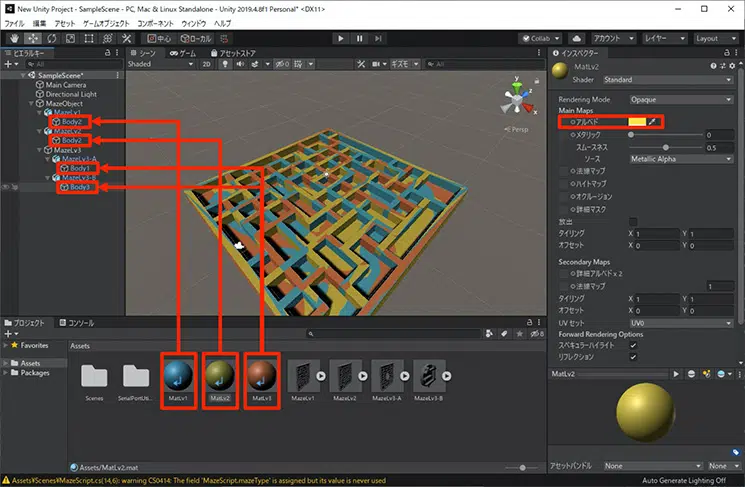 New Unity Project - SampleScene - PC, Mac & Linux Standalone - Unity 2019.4.8f1 Personal* <DX11>
ファイル 編集 アセット ゲームオブジェクト コンポーネント ウィンドウ ヘルプ
中心 ローカル Collab アカウント レイヤー Layout
ヒエラルキー
All
SampleScene*
Main Camera
Directional Light
MazeObject
MazeLv1
Body2
MazeLv2
Body2
MazeLv3
MazeLv3-A
Body1
MazeLv3-B
Body3
シーン ゲーム アセットストア
Shaded 2D 0 ギズモ All
y
x
z
Persp
インスペクター
MatLv2
Shader Standard
Rendering Mode Opaque
Main Maps
アルベド
メタリック 0
スムースネス 0.5
ソース Metallic Alpha
法線マップ
ハイトマップ
オクルージョン
詳細マスク
放出
タイリング X 1 Y 1
オフセット X 0 Y 0
Secondary Maps
詳細アルベド x 2
法線マップ 1
タイリング X 1 Y 1
オフセット X 0 Y 0
UV セット UV0
Forward Rendering Options
スペキュラーハイライト
リフレクション
MatLv2
アセットバンドル None None
プロジェクト コンソール
8
Favorites
Assets
Packages
Assets
Scenes SerialPortUti... MatLv1 MatLv2 MatLv3 MazeLv1 MazeLv2 MazeLv3-A MazeLv3-B
Assets/MatLv2.mat
Assets¥Scenes¥MazeScript.cs(14,6): warning CS0414: The field 'MazeScript.mazeType' is assigned but its value is never used
Auto Generate Lighting Off